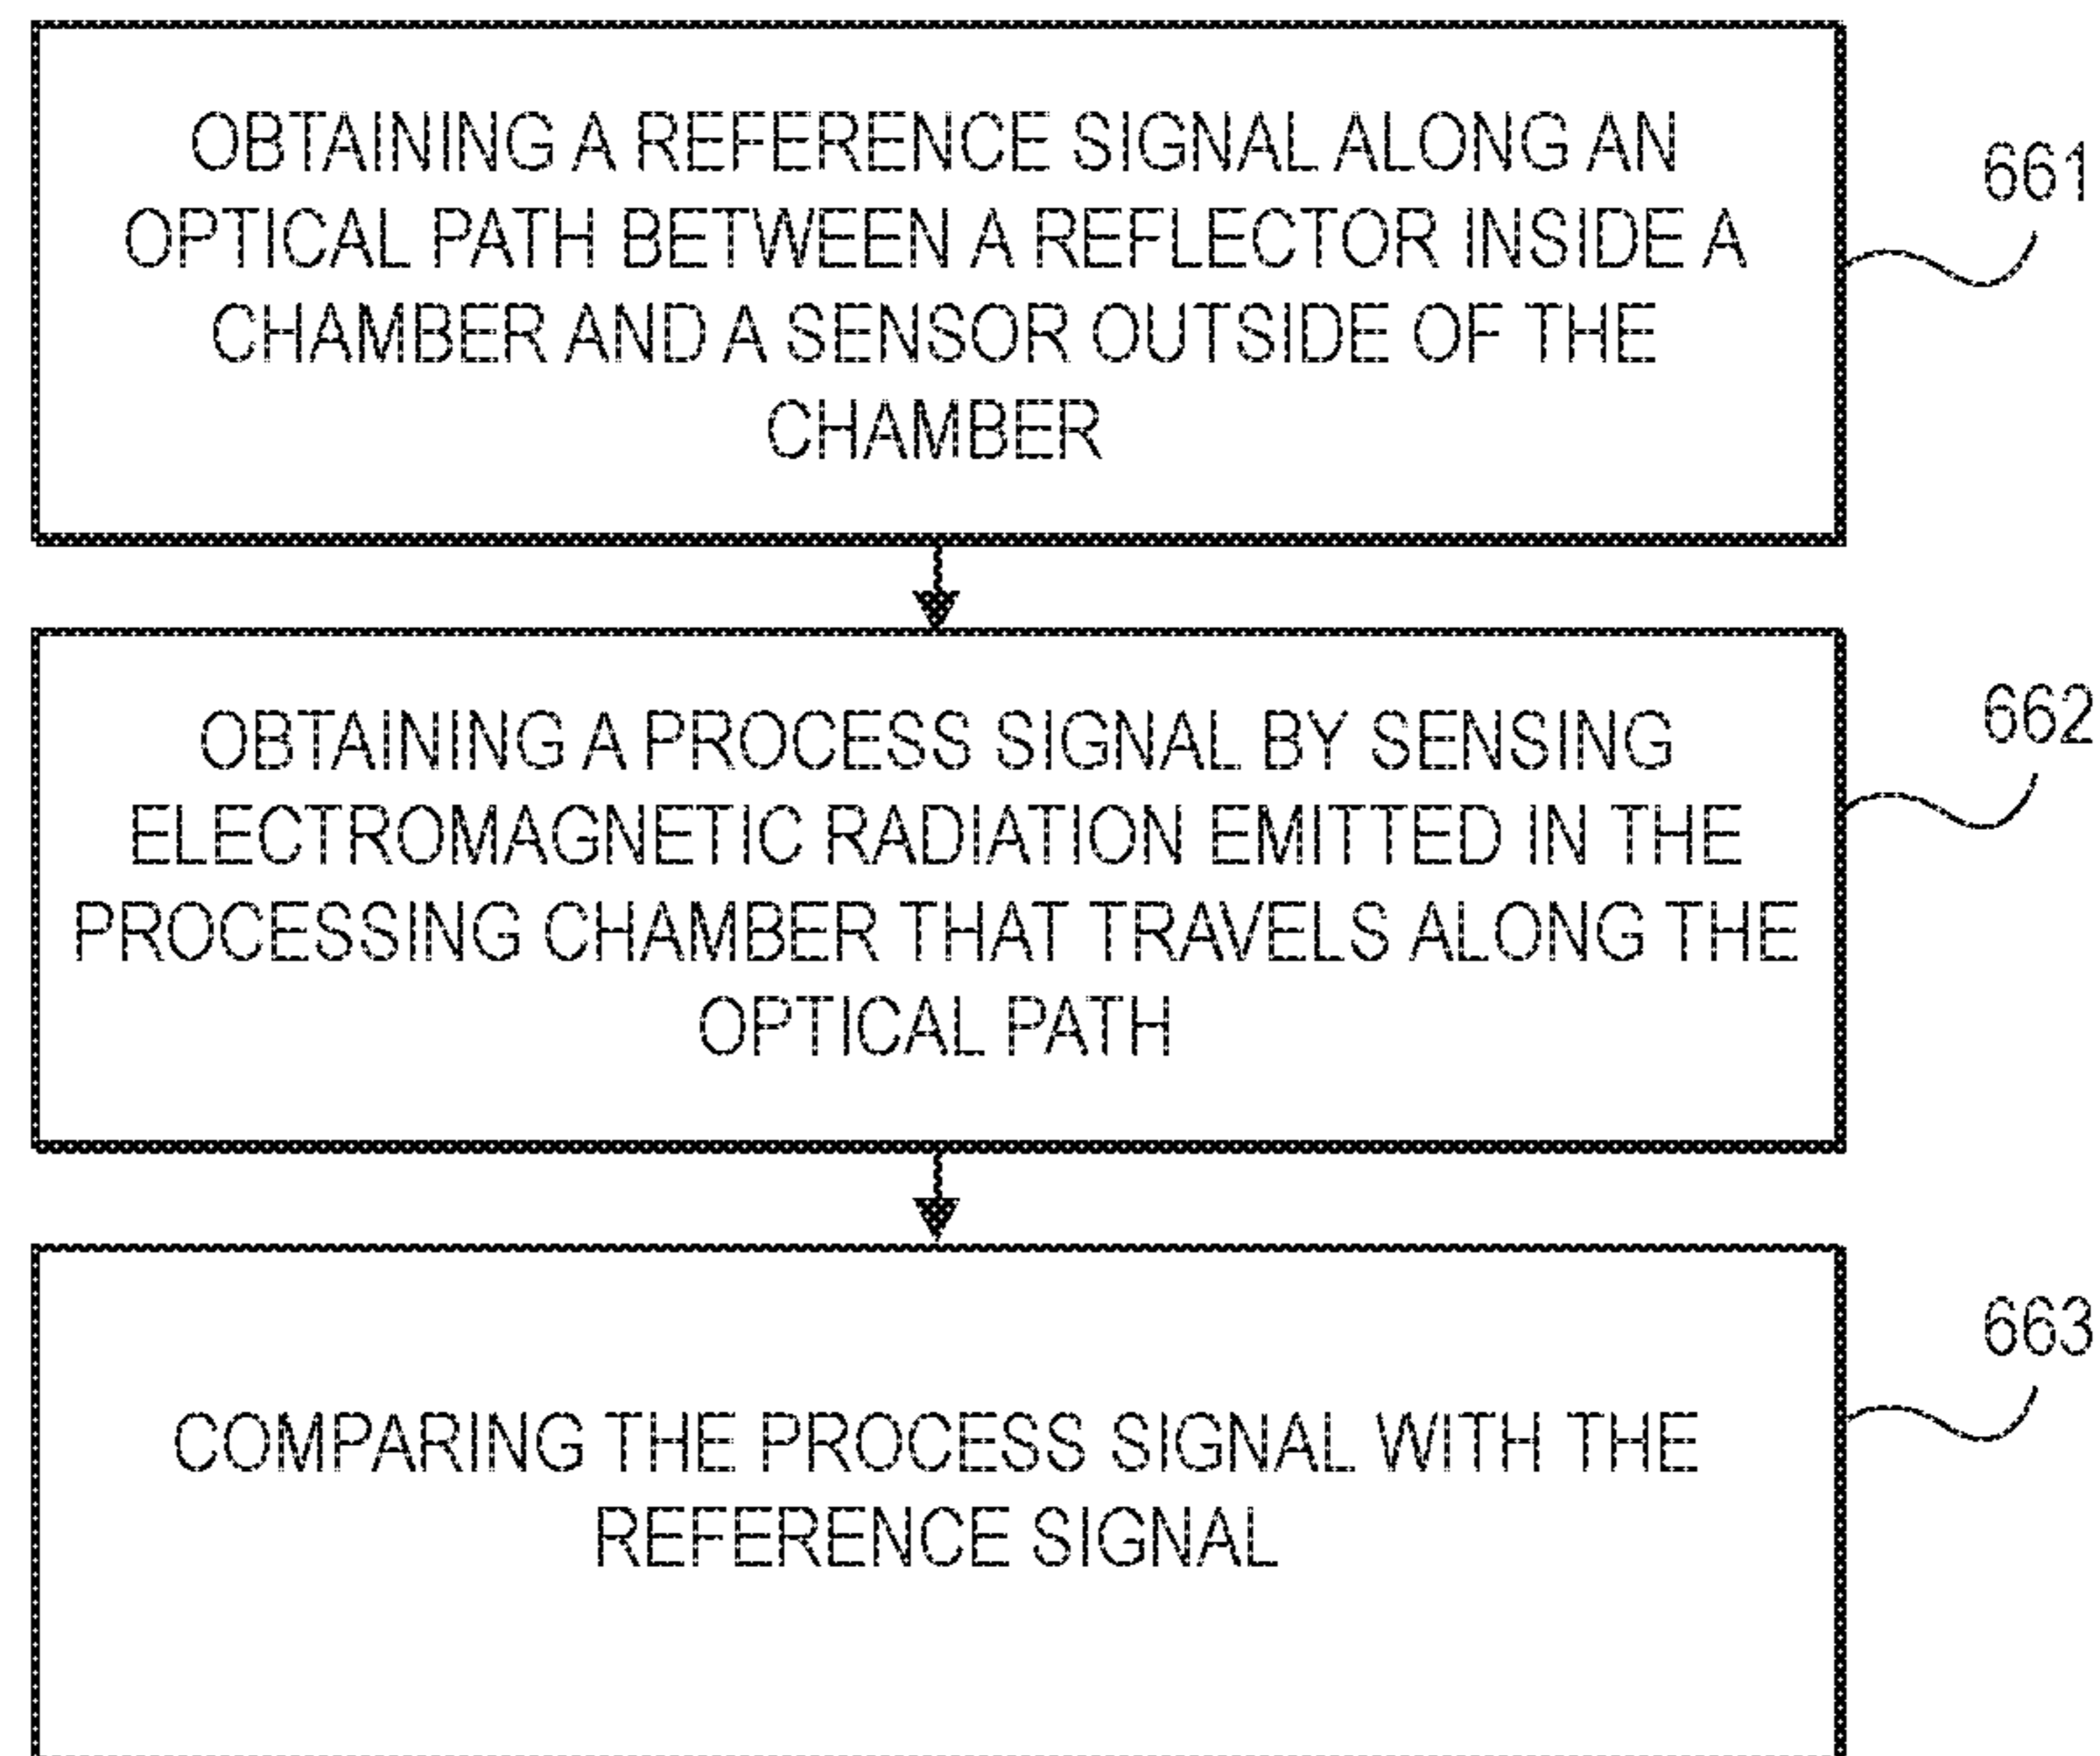 OBTAINING A REFERENCE SIGNAL ALONG AN
OPTICAL PATH BETWEEN A REFLECTOR INSIDE A
CHAMBER AND A SENSOR OUTSIDE OF THE
CHAMBER
661
OBTAINING A PROCESS SIGNAL BY SENSING
ELECTROMAGNETIC RADIATION EMITTED IN THE
PROCESSING CHAMBER THAT TRAVELS ALONG THE
OPTICAL PATH
662
COMPARING THE PROCESS SIGNAL WITH THE
REFERENCE SIGNAL
663